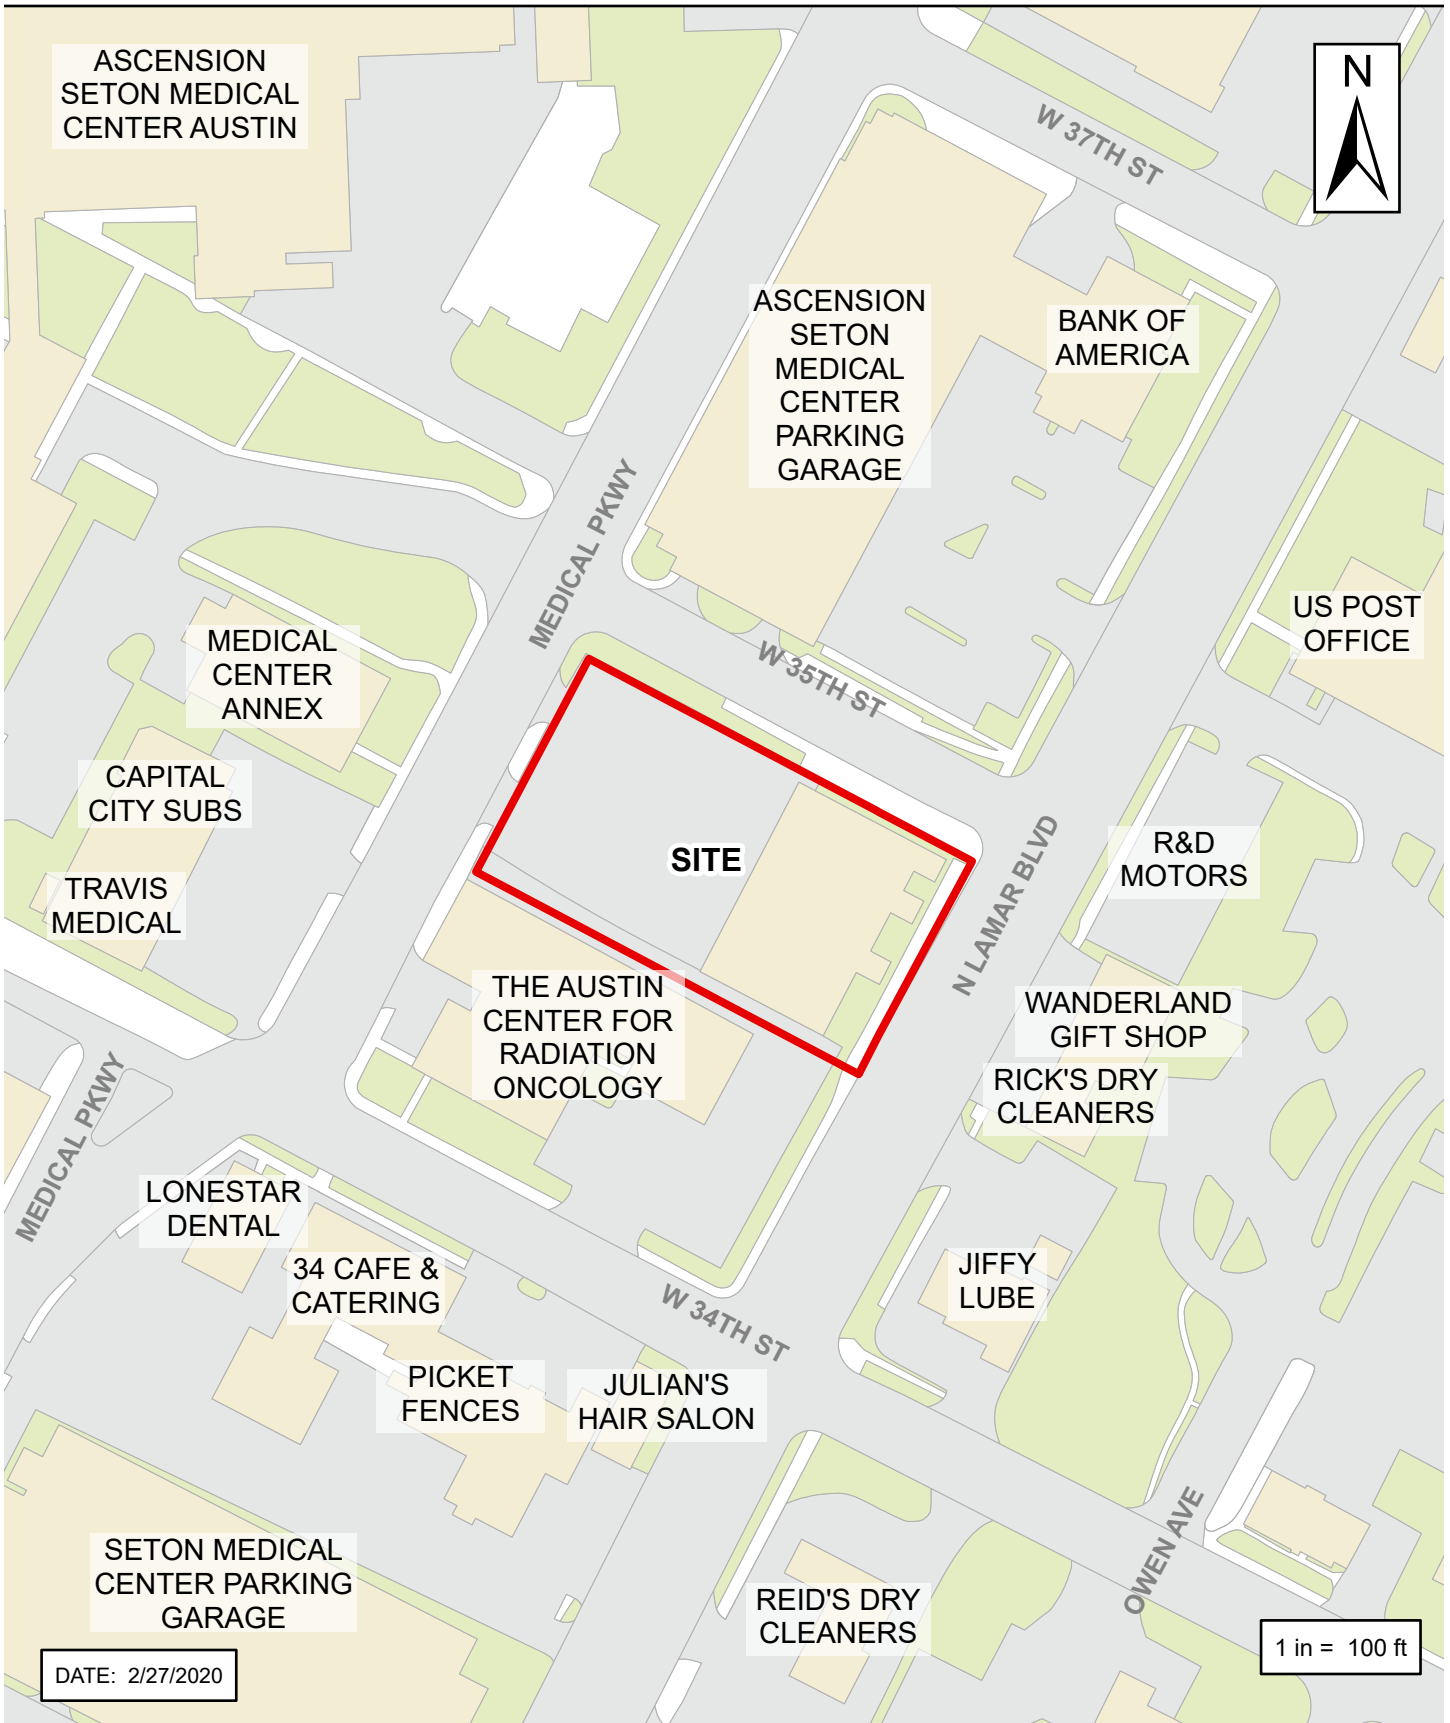 ASCENSION
SETON MEDICAL
CENTER AUSTIN
N
W 37TH ST
ASCENSION
SETON
MEDICAL
CENTER
PARKING
GARAGE
BANK OF
AMERICA
MEDICAL PKWY
US POST
OFFICE
MEDICAL
CENTER
ANNEX
W 35TH ST
CAPITAL
CITY SUBS
SITE
R&D
MOTORS
TRAVIS
MEDICAL
N LAMAR BLVD
THE AUSTIN
CENTER FOR
RADIATION
ONCOLOGY
WANDERLAND
GIFT SHOP
RICK'S DRY
CLEANERS
MEDICAL PKWY
LONESTAR
DENTAL
34 CAFE &
CATERING
JIFFY
LUBE
W 34TH ST
PICKET
FENCES
JULIAN'S
HAIR SALON
OWEN AVE
SETON MEDICAL
CENTER PARKING
GARAGE
REID'S DRY
CLEANERS
DATE: 2/27/2020
1 in = 100 ft